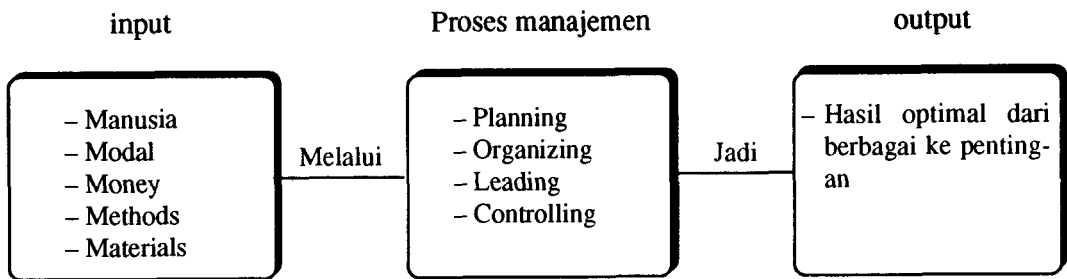 input
Proses manajemen
output
– Manusia
– Modal
– Money
– Methods
– Materials
Melalui
– Planning
– Organizing
– Leading
– Controlling
Jadi
– Hasil optimal dari
berbagai ke penting-
an